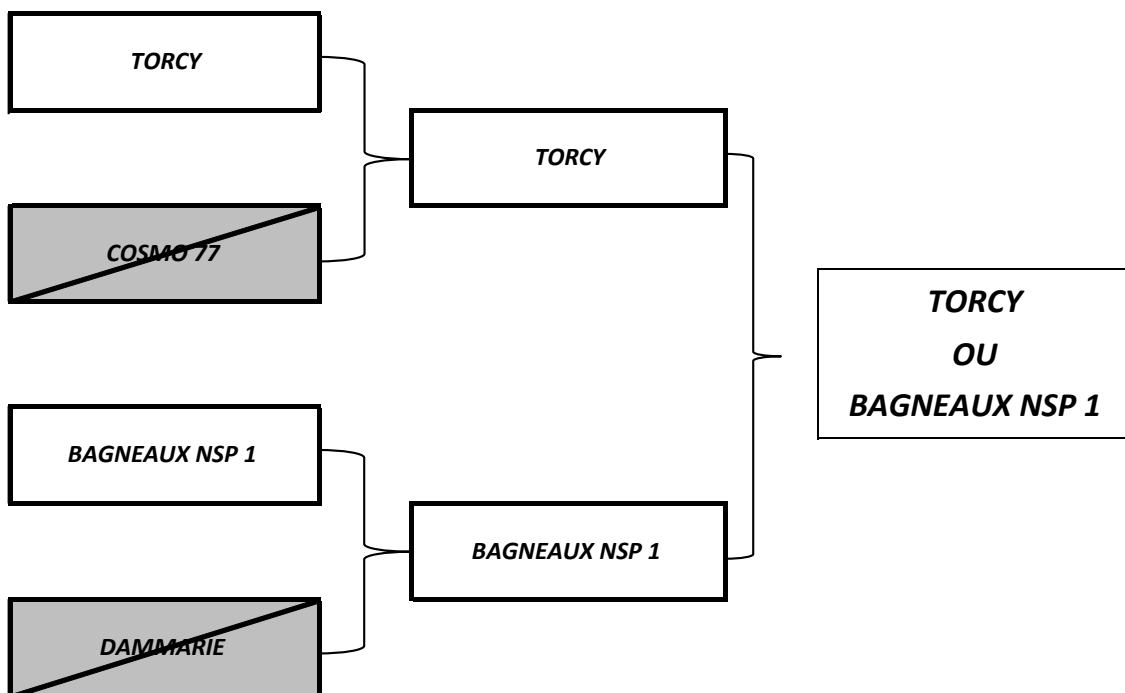 TORCY
COSMO 77
BAGNEAUX NSP 1
DAMMARIE
TORCY
BAGNEAUX NSP 1
TORCY
OU
BAGNEAUX NSP 1